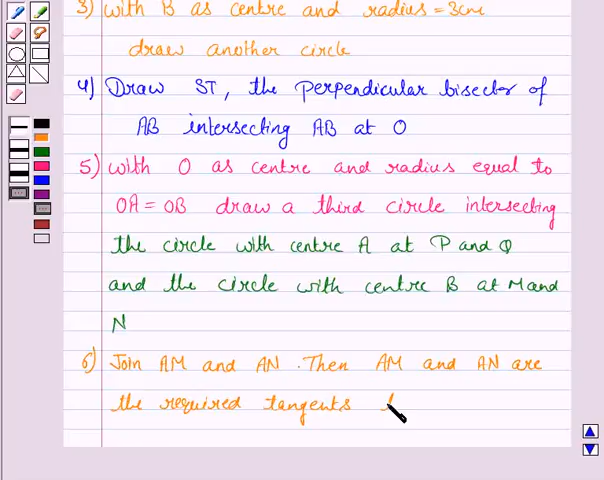 3) with B as centre and radius = 3cm
draw another circle
4) Draw ST, the perpendicular bisector of
AB intersecting AB at O
5) with O as centre and radius equal to
OA = OB draw a third circle intersecting
the circle with centre A at P and Q
and the circle with centre B at M and
N
6) Join AM and AN. Then AM and AN are
the required tangents